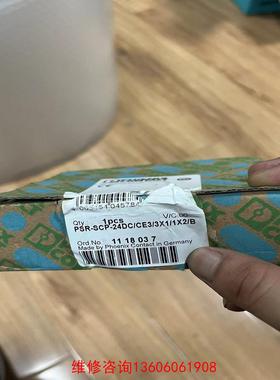 Qty. 1pcs V/C 00
PSR-SCP-24DC/CE3/3X1/1X2/B
Ord No. 11 18 03 7
Made by Phoenix Contact in Germany
维修咨询13606061908